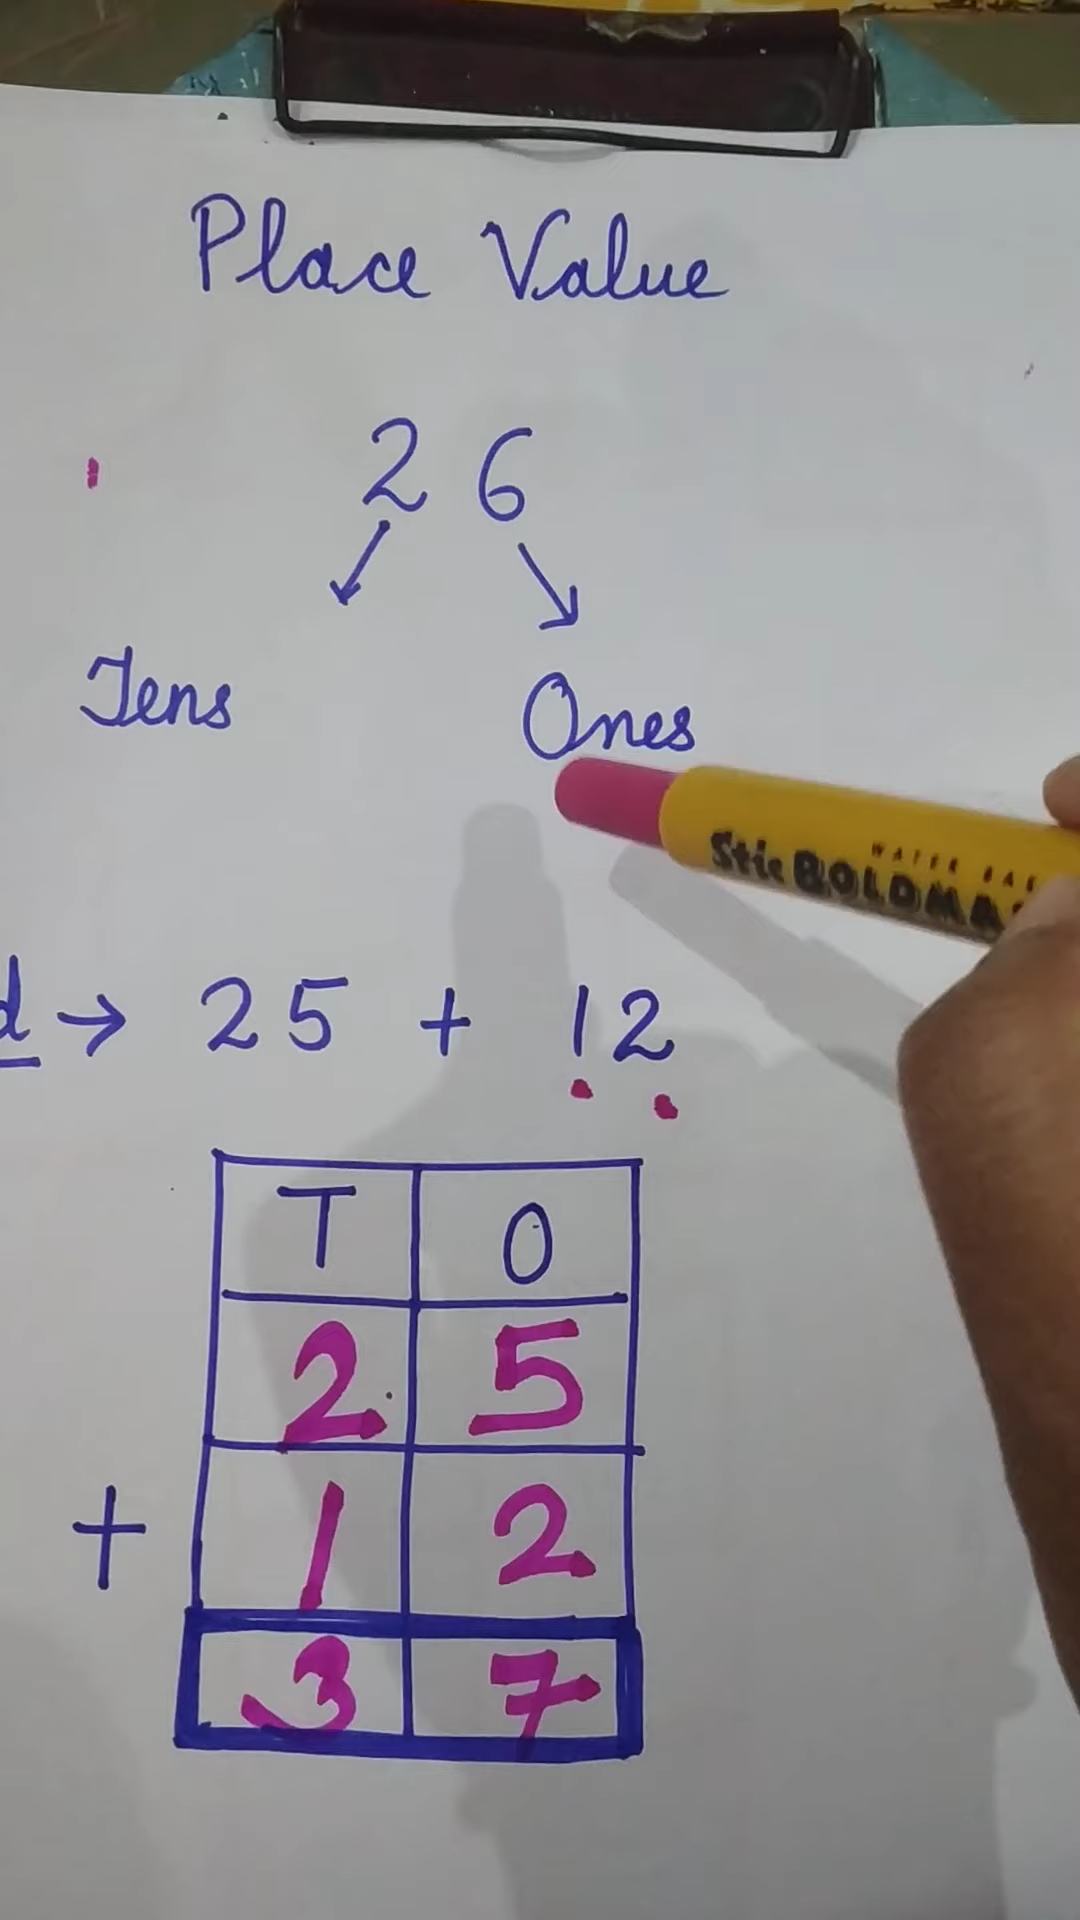 Place Value
2 6
Tens Ones
Stic BOLDMA
d → 25 + 12
T O
2 5
+ 1 2
3 7